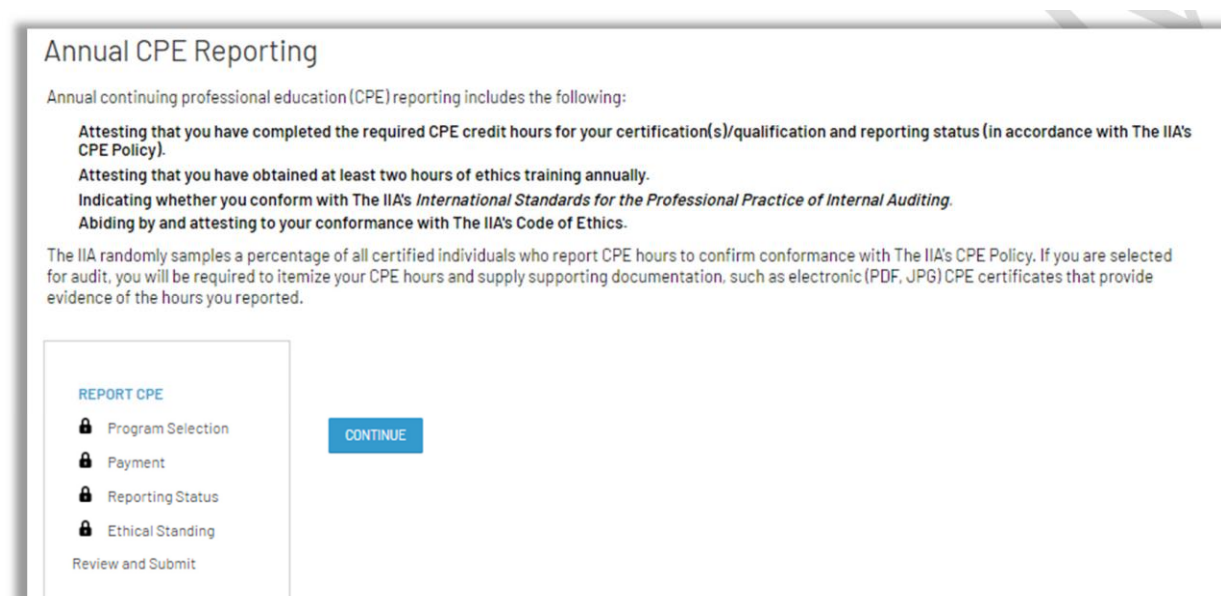 Annual CPE Reporting
Annual continuing professional education (CPE) reporting includes the following:
Attesting that you have completed the required CPE credit hours for your certification(s)/qualification and reporting status (in accordance with The IIA's
CPE Policy).
Attesting that you have obtained at least two hours of ethics training annually.
Indicating whether you conform with The IIA's International Standards for the Professional Practice of Internal Auditing.
Abiding by and attesting to your conformance with The IIA's Code of Ethics.
The IIA randomly samples a percentage of all certified individuals who report CPE hours to confirm conformance with The IIA's CPE Policy. If you are selected
for audit, you will be required to itemize your CPE hours and supply supporting documentation, such as electronic (PDF, JPG) CPE certificates that provide
evidence of the hours you reported.
REPORT CPE
Program Selection
CONTINUE
Payment
Reporting Status
Ethical Standing
Review and Submit